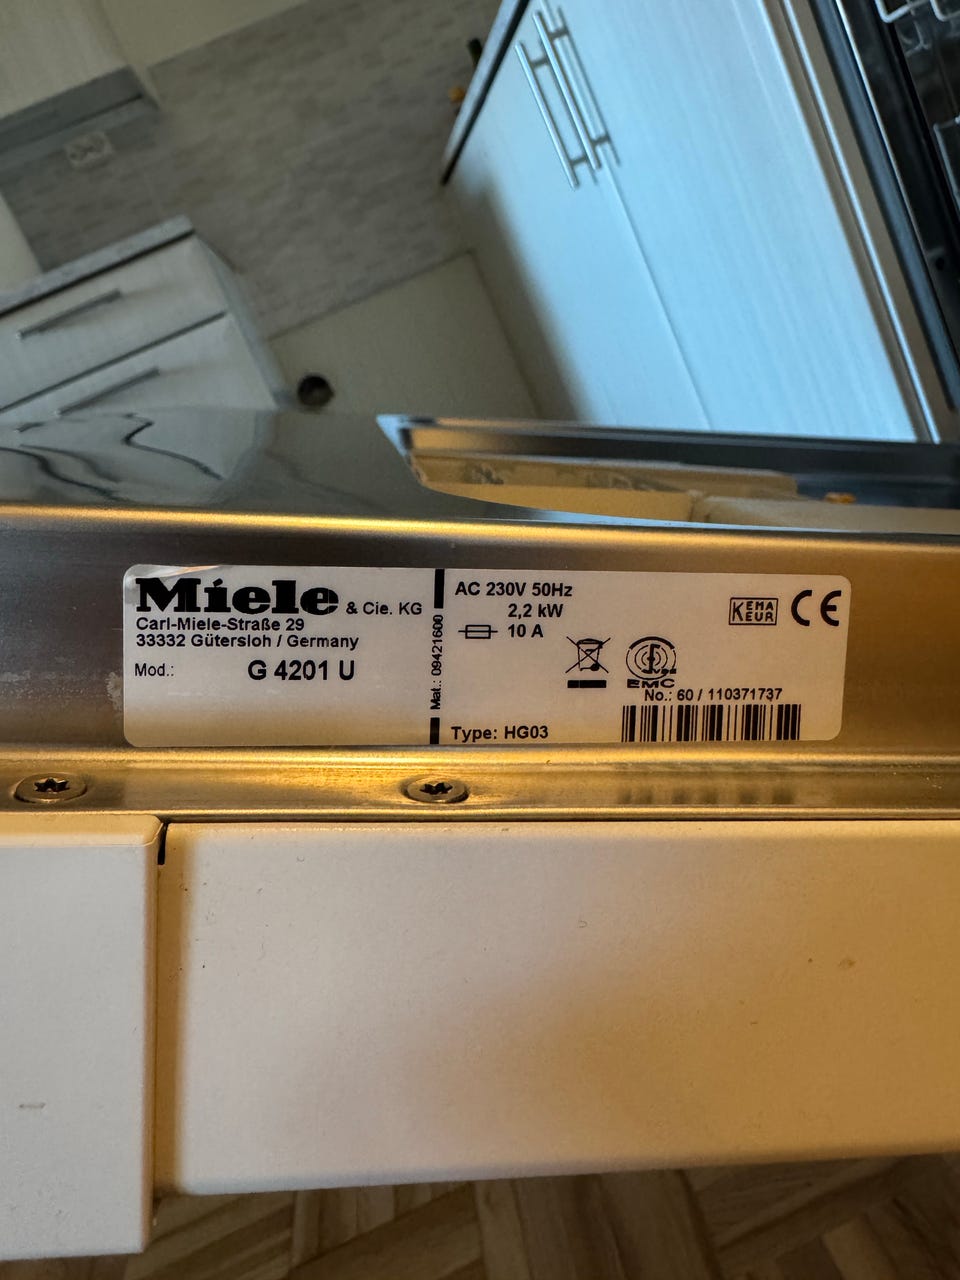 Miele & Cie. KG
Carl-Miele-Straße 29
33332 Gütersloh / Germany
Mod.: G 4201 U
Mat.: 09421600
AC 230V 50Hz
2,2 kW
10 A
KEMA
KEUR
CE
EMC
No.: 60 / 110371737
Type: HG03